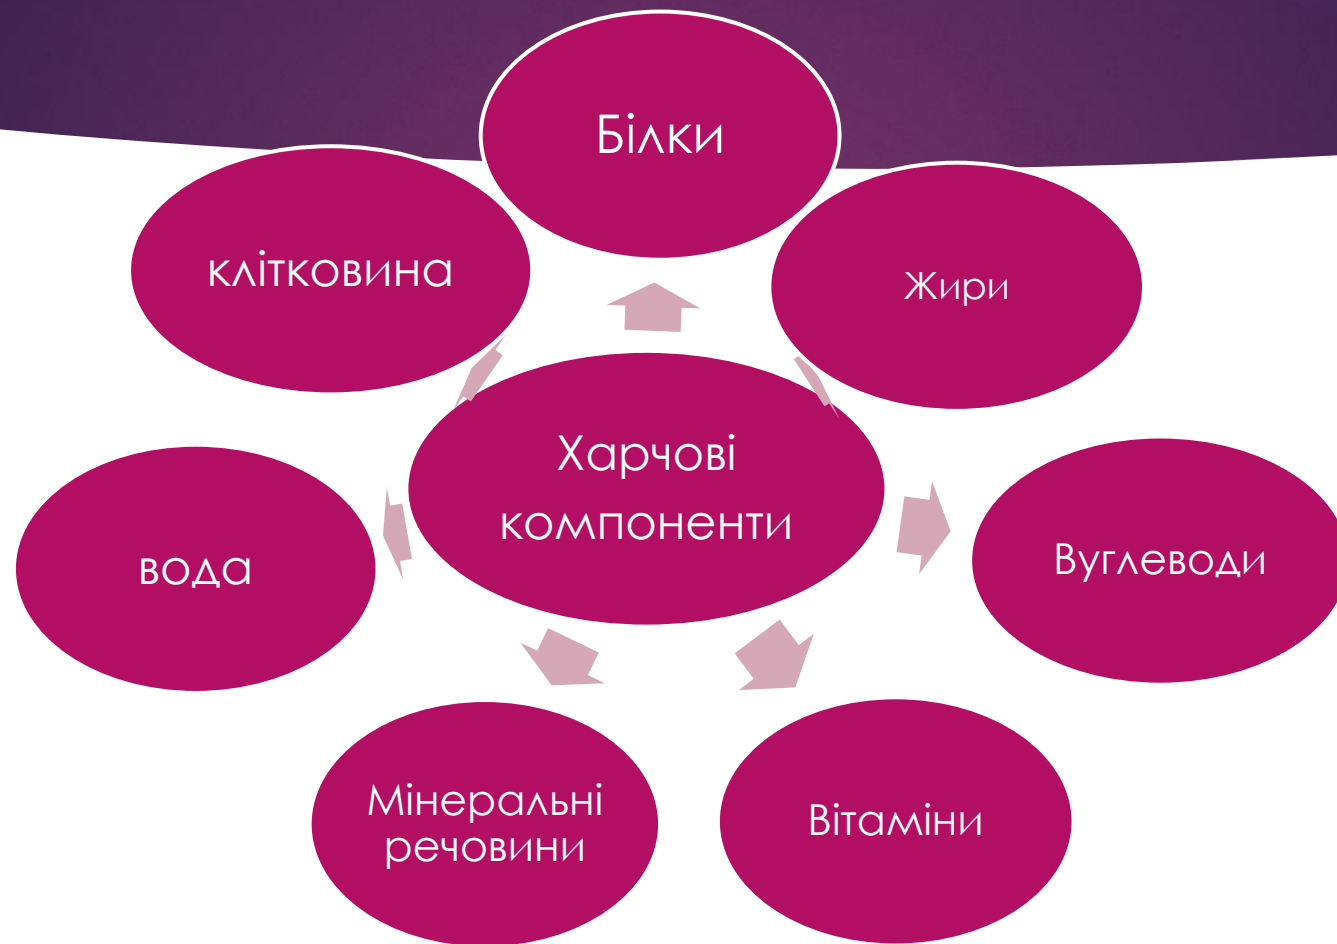 Білки
клітковина
Жири
Харчові
компоненти
вода
Вуглеводи
Мінеральні
речовини
Вітаміни